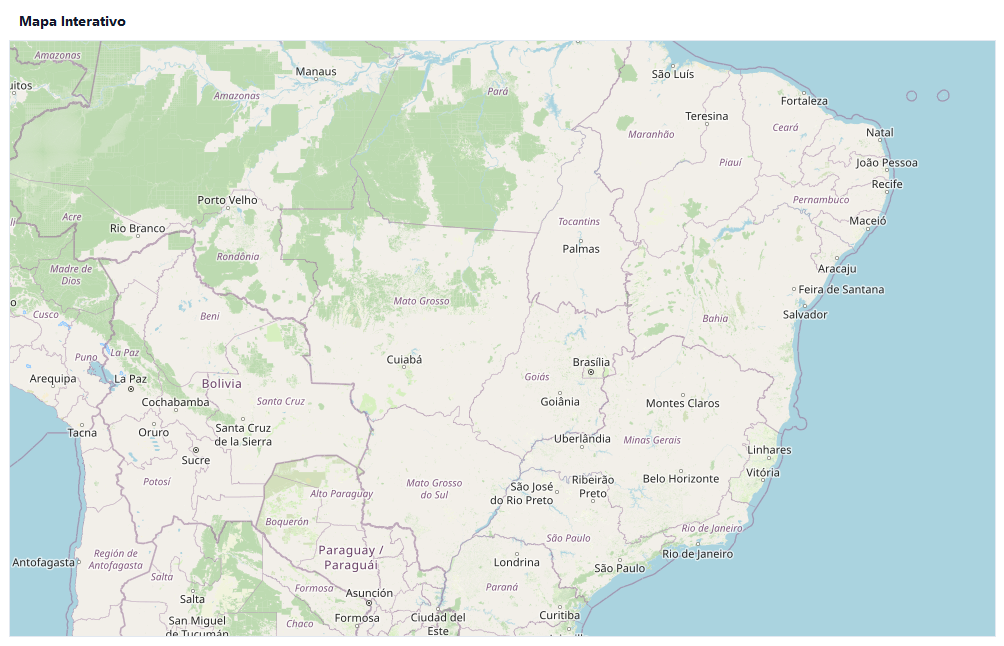 Mapa Interativo
Amazonas
uitos
Manaus
Amazonas
Pará
São Luís
Fortaleza
Teresina
Ceará
Maranhão
Natal
Piauí
João Pessoa
Recife
Porto Velho
Pernambuco
Acre
Rio Branco
Tocantins
Maceió
Palmas
Rondônia
Madre de
Dios
Aracaju
Feira de Santana
Mato Grosso
Cusco
Beni
Salvador
Bahia
Puno
La Paz
Cuiabá
Brasília
Arequipa
La Paz
Bolivia
Goiás
Cochabamba
Santa Cruz
Goiânia
Montes Claros
Tacna
Oruro
Santa Cruz
de la Sierra
Uberlândia
Minas Gerais
Linhares
Sucre
Vitória
Potosí
Mato Grosso
do Sul
São José
do Rio Preto
Ribeirão
Preto
Belo Horizonte
Alto Paraguay
Boquerón
Rio de Janeiro
São Paulo
Región de
Antofagasta
Antofagasta
Paraguay /
Paraguái
Rio de Janeiro
Londrina
São Paulo
Salta
Formosa
Asunción
Paraná
Salta
San Miguel
de Tucumán
Chaco
Formosa
Ciudad del
Este
Curitiba